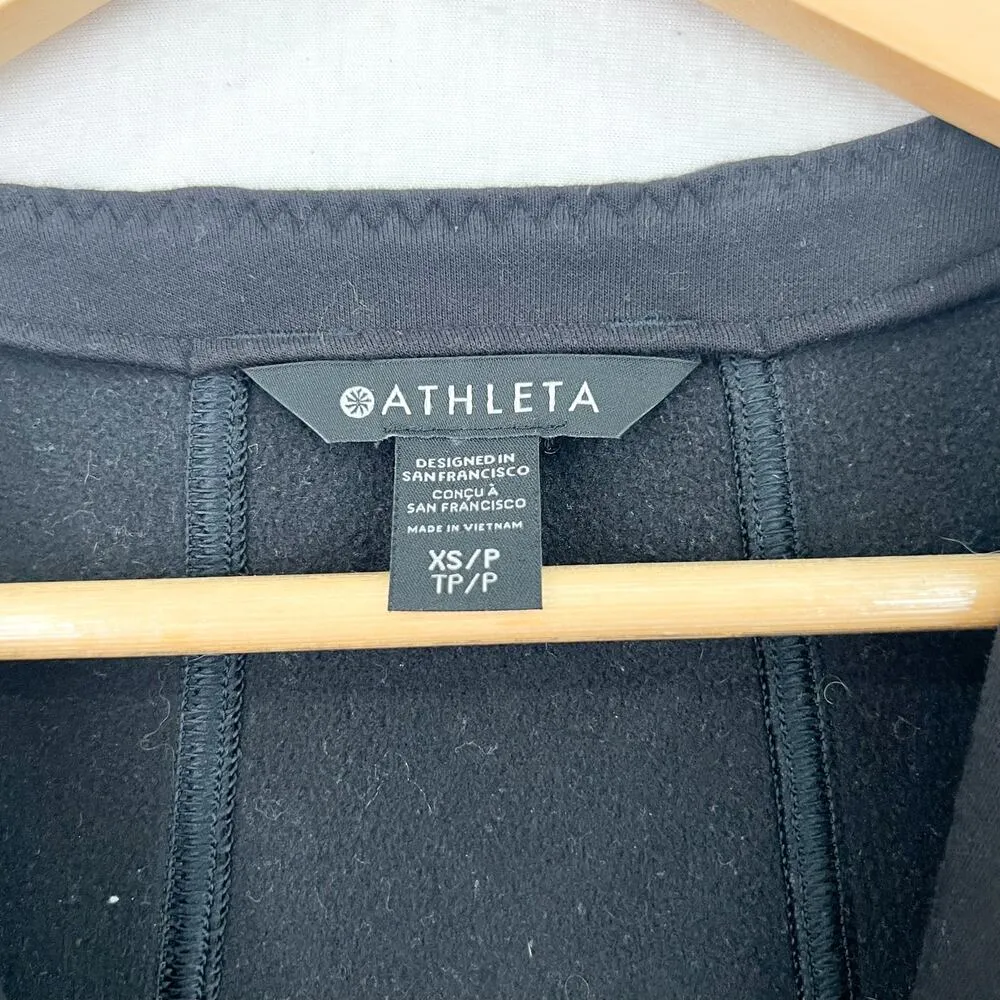 ATHLETA
DESIGNED IN
SAN FRANCISCO
CONÇU À
SAN FRANCISCO
MADE IN VIETNAM
XS/P
TP/P